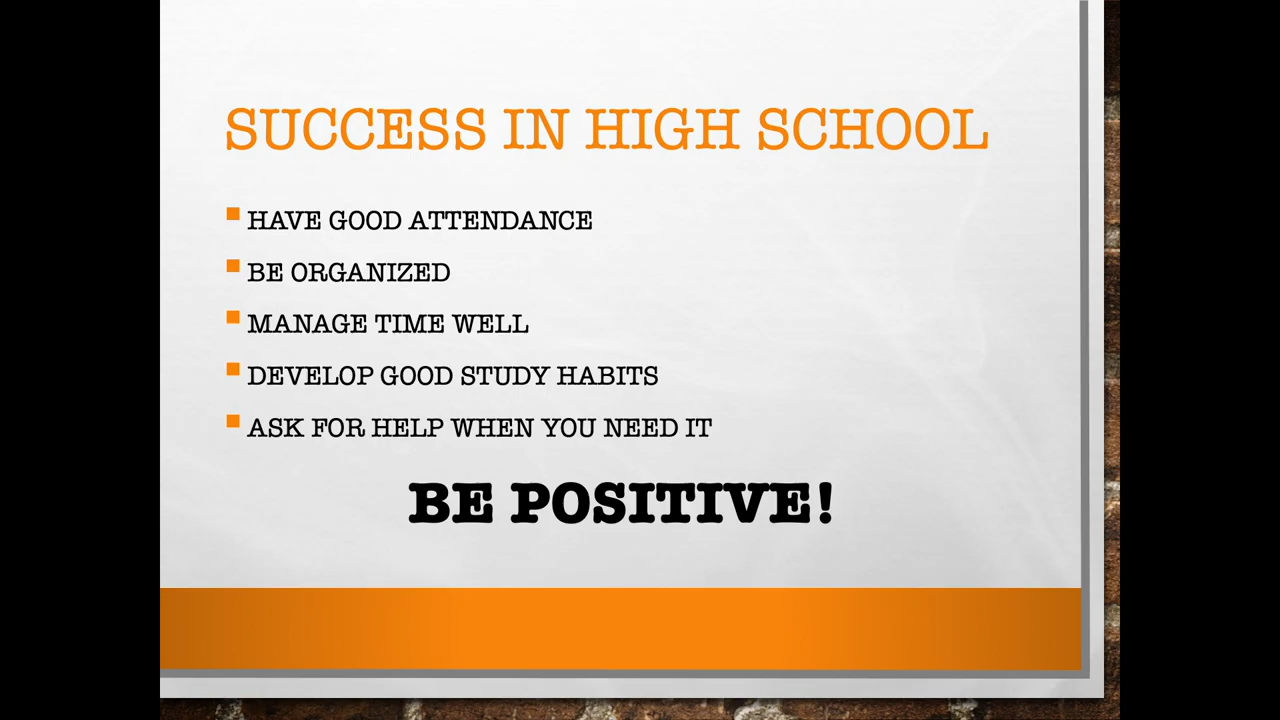 SUCCESS IN HIGH SCHOOL
HAVE GOOD ATTENDANCE
BE ORGANIZED
MANAGE TIME WELL
DEVELOP GOOD STUDY HABITS
ASK FOR HELP WHEN YOU NEED IT
BE POSITIVE!